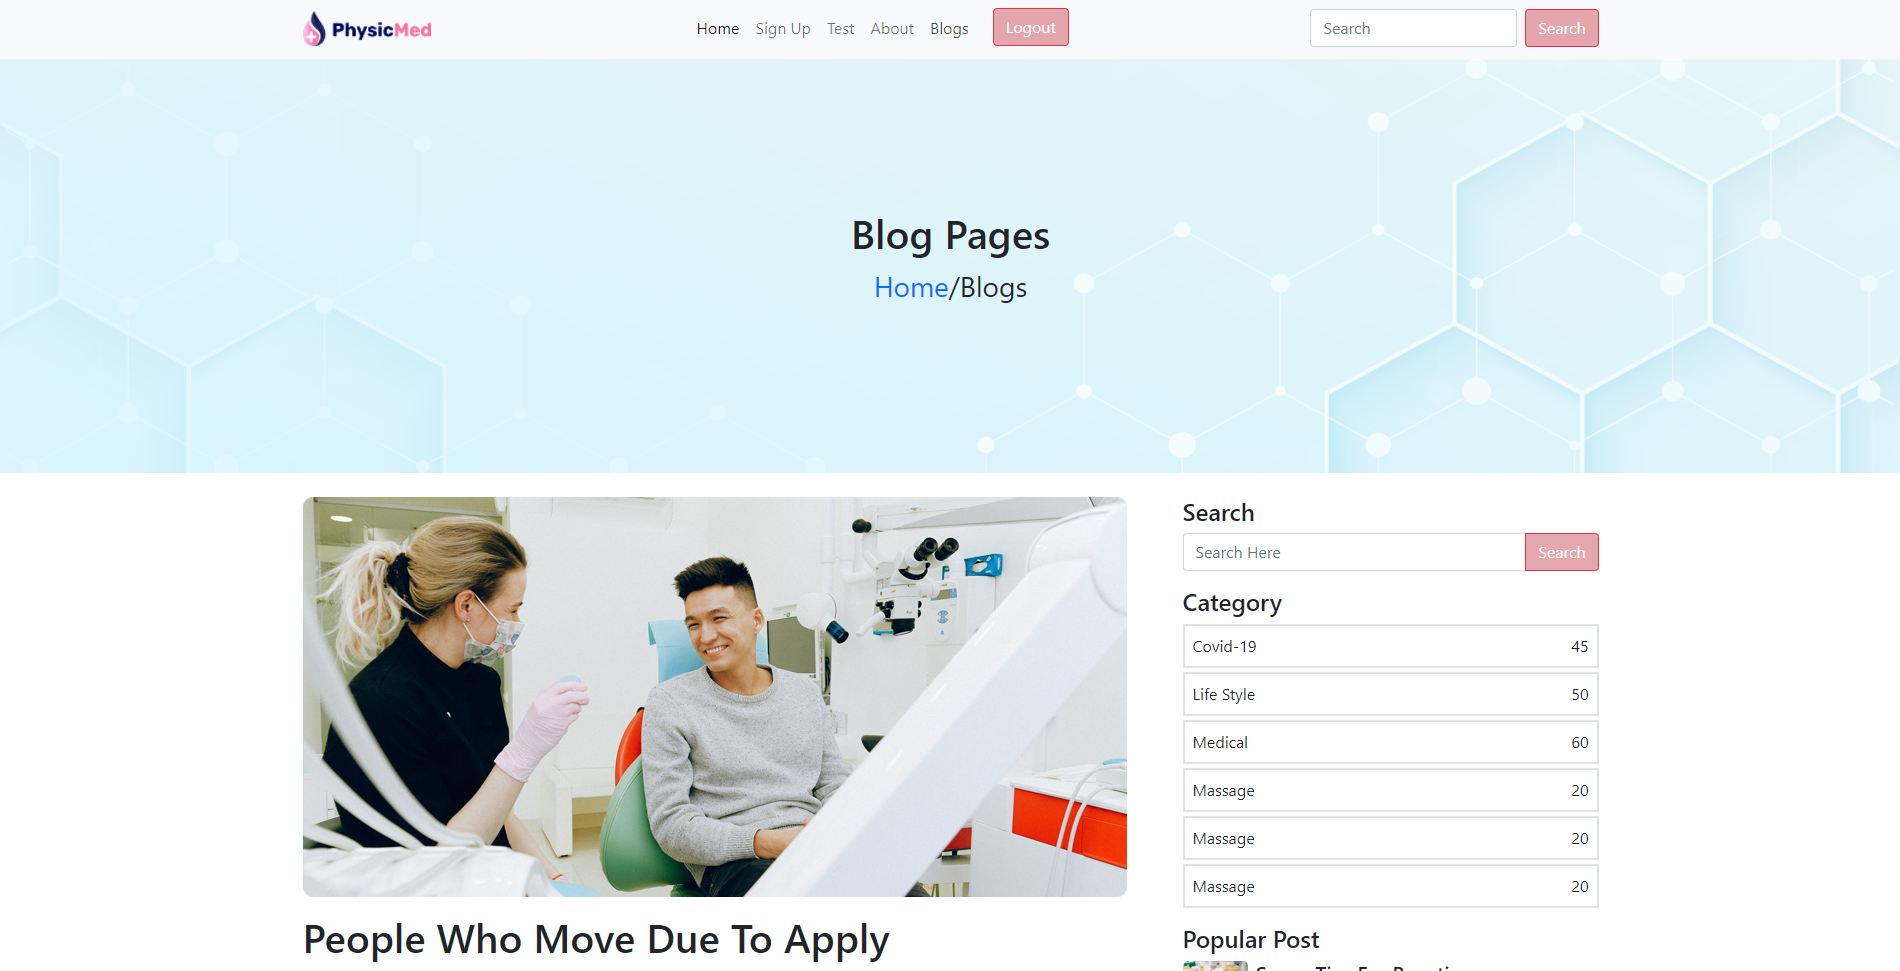 PhysicMed
Home Sign Up Test About Blogs Logout Search Search
Blog Pages
Home/Blogs
Search
Search Here Search
Category
Covid-19 45
Life Style 50
Medical 60
Massage 20
Massage 20
Massage 20
People Who Move Due To Apply
Popular Post